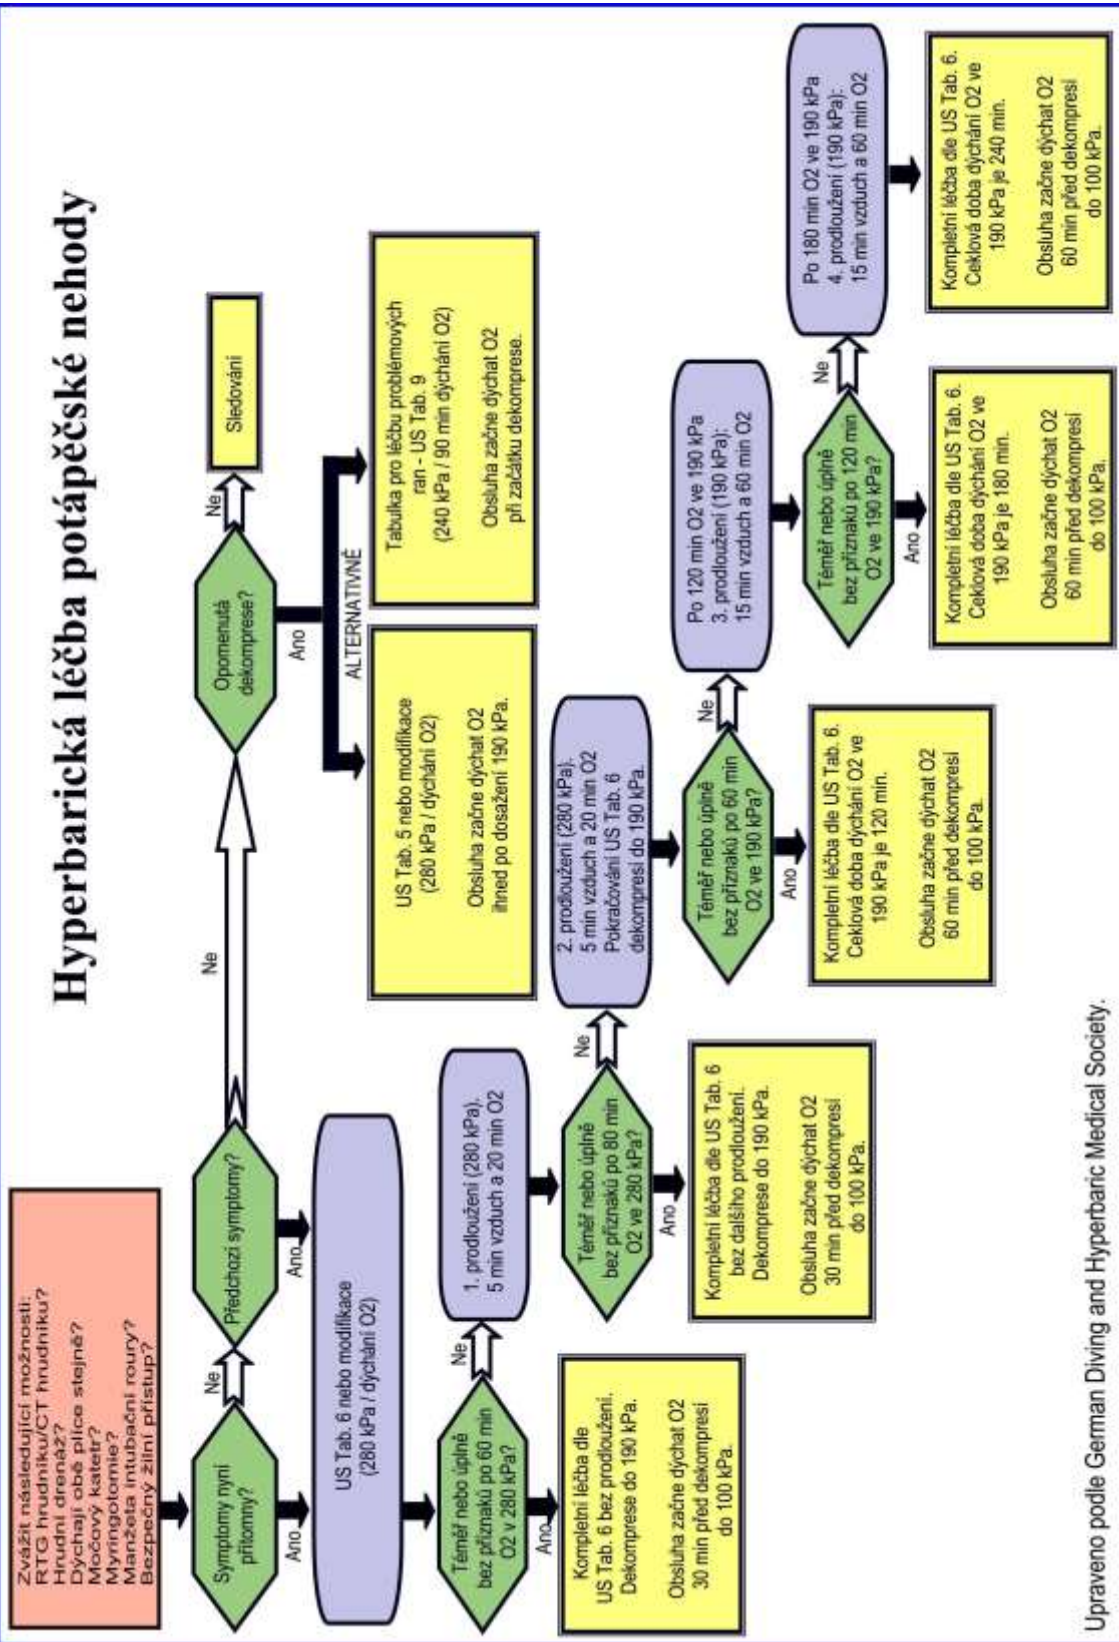 Hyperbarická léčba potápěčské nehody
Zvážit následující možnosti:
RTG hrudníku/CT hrudníku?
Hrudní drenáž?
Dýchají obě plíce stejně?
Močový katetr?
Myringotomie?
Manžeta intubační roury?
Bezpečný žilní přístup?
Symptomy nyní
přítomny?
Ne
Ano
Předchozí symptomy?
Ne
Ano
Opomenutá
dekomprese?
Ne
Ano
Sledování
ALTERNATIVNĚ
US Tab. 5 nebo modifikace
(280 kPa / dýchání O2)
Obsluha začne dýchat O2
ihned po dosažení 190 kPa.
Tabulka pro léčbu problémových
ran - US Tab. 9
(240 kPa / 90 min dýchání O2)
Obsluha začne dýchat O2
při začátku dekomprese.
US Tab. 6 nebo modifikace
(280 kPa / dýchání O2)
Téměř nebo úplně
bez příznaků po 60 min
O2 v 280 kPa?
Ne
Ano
Kompletní léčba dle
US Tab. 6 bez prodloužení.
Dekomprese do 190 kPa.
Obsluha začne dýchat O2
30 min před dekompresí
do 100 kPa.
1. prodloužení (280 kPa).
5 min vzduch a 20 min O2
Téměř nebo úplně
bez příznaků po 80 min
O2 ve 280 kPa?
Ne
Ano
Kompletní léčba dle US Tab. 6
bez dalšího prodloužení.
Dekomprese do 190 kPa.
Obsluha začne dýchat O2
30 min před dekompresí
do 100 kPa.
2. prodloužení (280 kPa).
5 min vzduch a 20 min O2
Pokračování US Tab. 6
dekompresí do 190 kPa.
Téměř nebo úplně
bez příznaků po 60 min
O2 ve 190 kPa?
Ne
Ano
Kompletní léčba dle US Tab. 6.
Ceklová doba dýchání O2 ve
190 kPa je 120 min.
Obsluha začne dýchat O2
60 min před dekompresí
do 100 kPa.
Po 120 min O2 ve 190 kPa
3. prodloužení (190 kPa):
15 min vzduch a 60 min O2
Téměř nebo úplně
bez příznaků po 120 min
O2 ve 190 kPa?
Ne
Ano
Kompletní léčba dle US Tab. 6.
Ceklová doba dýchání O2 ve
190 kPa je 180 min.
Obsluha začne dýchat O2
60 min před dekompresí
do 100 kPa.
Po 180 min O2 ve 190 kPa
4. prodloužení (190 kPa):
15 min vzduch a 60 min O2
Kompletní léčba dle US Tab. 6.
Ceklová doba dýchání O2 ve
190 kPa je 240 min.
Obsluha začne dýchat O2
60 min před dekompresí
do 100 kPa.
Upraveno podle German Diving and Hyperbaric Medical Society.